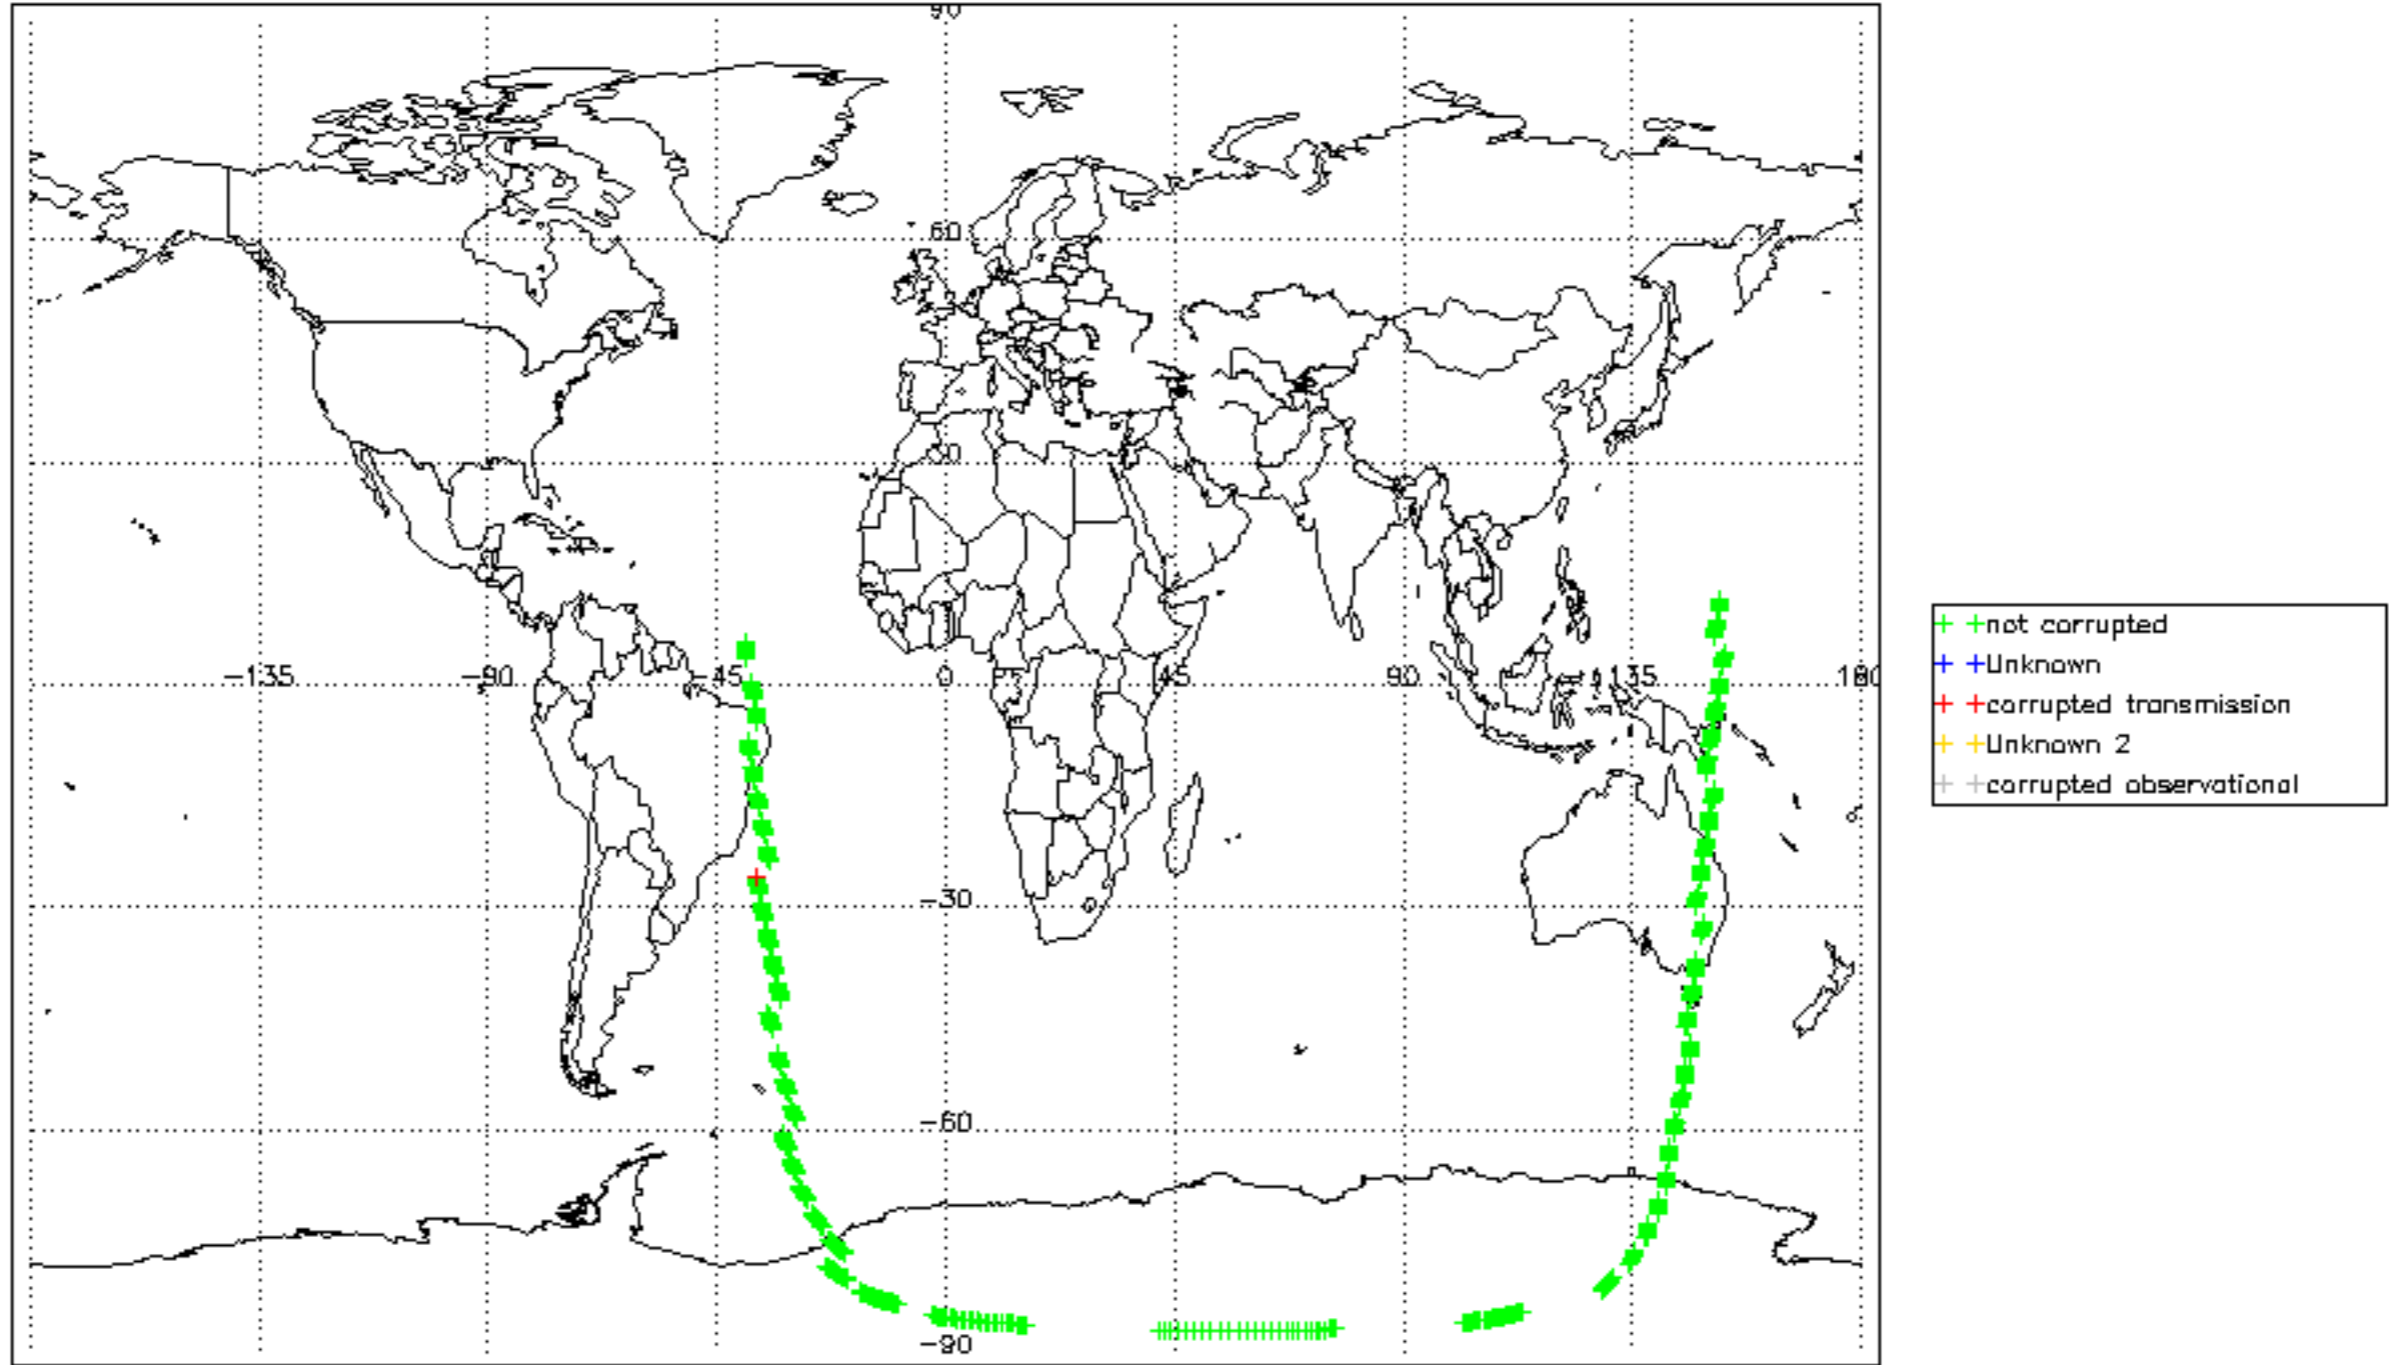 90
60
30
-135
-90
-45
0
45
90
135
180
-30
-60
-90
not corrupted
Unknown
corrupted transmission
Unknown 2
corrupted observational